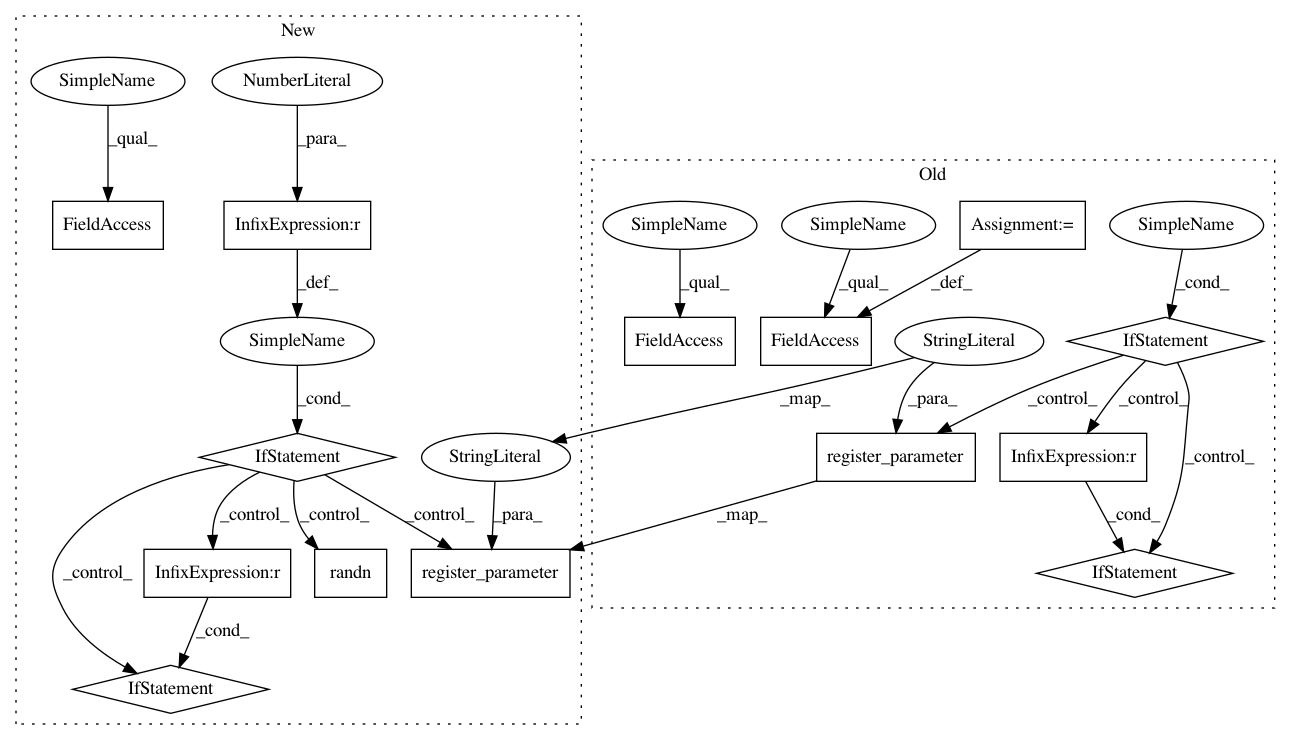 New
SimpleName
NumberLiteral
_qual_
_para_
Old
FieldAccess
InfixExpression:r
SimpleName
SimpleName
Assignment:=
SimpleName
_def_
_qual_
_qual_
_def_
_cond_
SimpleName
FieldAccess
FieldAccess
StringLiteral
IfStatement
_cond_
_map_
_para_
_control_
_control_
IfStatement
StringLiteral
register_parameter
InfixExpression:r
_control_
_control_
_control_
_control_
_para_
_map_
_cond_
_control_
InfixExpression:r
randn
register_parameter
IfStatement
_cond_
IfStatement